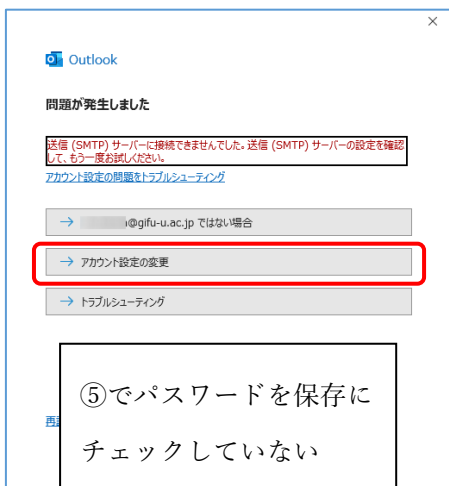 Outlook
問題が発生しました
送信 (SMTP) サーバーに接続できませんでした。送信 (SMTP) サーバーの設定を確認
して、もう一度お試しください。
アカウント設定の問題をトラブルシューティング
@gifu-u.ac.jp ではない場合
アカウント設定の変更
トラブルシューティング
⑤でパスワードを保存に
チェックしていない